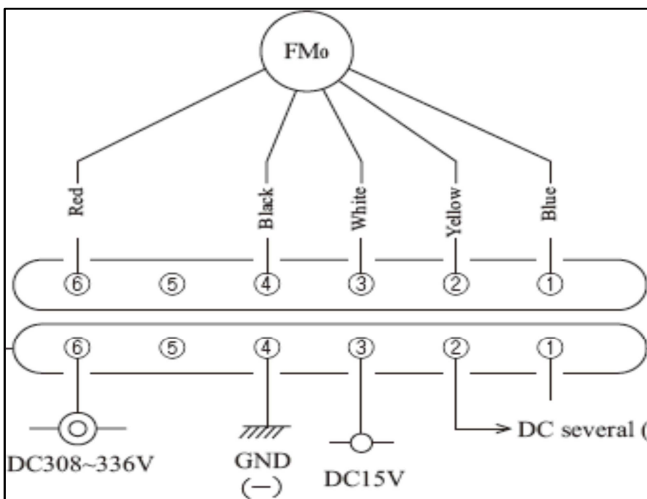 FMo
Red
Black
White
Yellow
Blue
⑥ ⑤ ④ ③ ② ①
⑥ ⑤ ④ ③ ② ①
DC308~336V
GND
(−)
DC15V
DC several (